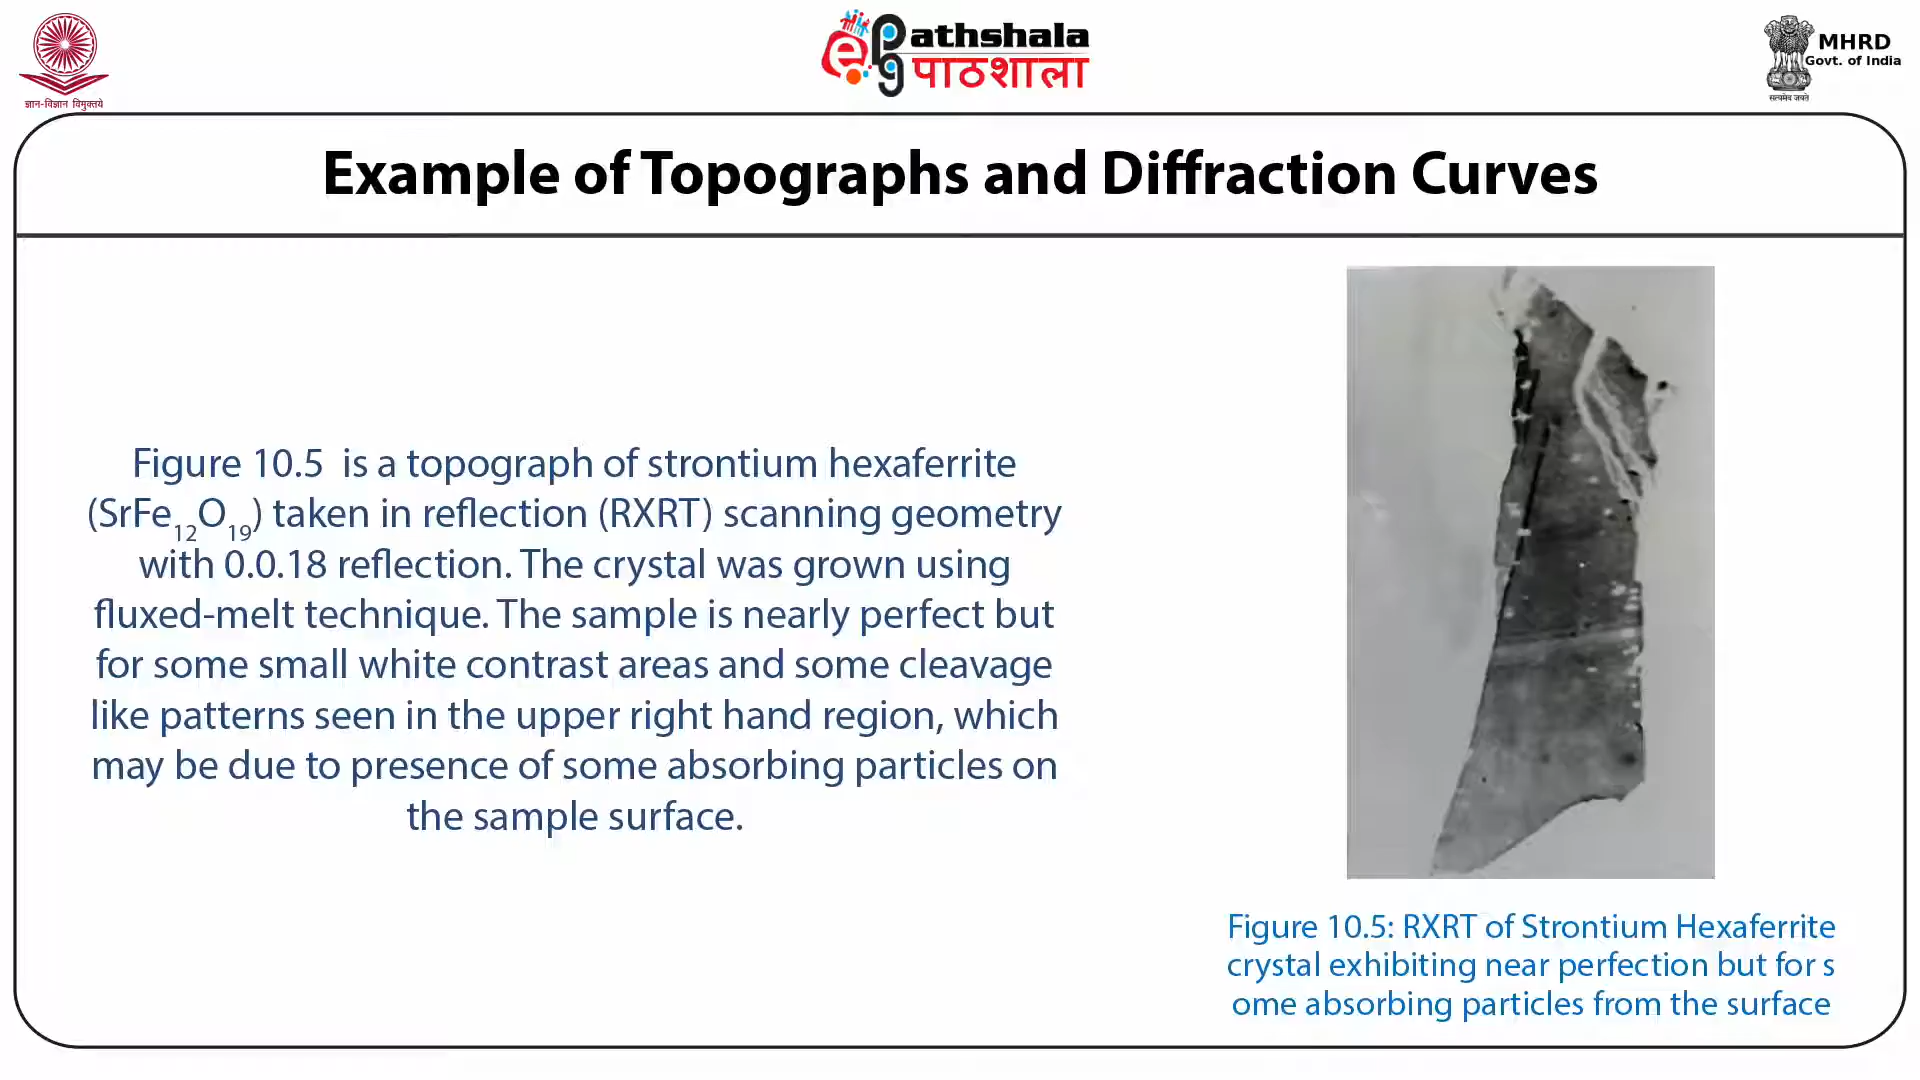 ज्ञान-विज्ञान विमुक्तये
ePathshala
पाठशाला
MHRD
Govt. of India
सत्यमेव जयते
Example of Topographs and Diffraction Curves
Figure 10.5  is a topograph of strontium hexaferrite
(SrFe12O19) taken in reflection (RXRT) scanning geometry
with 0.0.18 reflection. The crystal was grown using
fluxed-melt technique. The sample is nearly perfect but
for some small white contrast areas and some cleavage
like patterns seen in the upper right hand region, which
may be due to presence of some absorbing particles on
the sample surface.
Figure 10.5: RXRT of Strontium Hexaferrite
crystal exhibiting near perfection but for s
ome absorbing particles from the surface